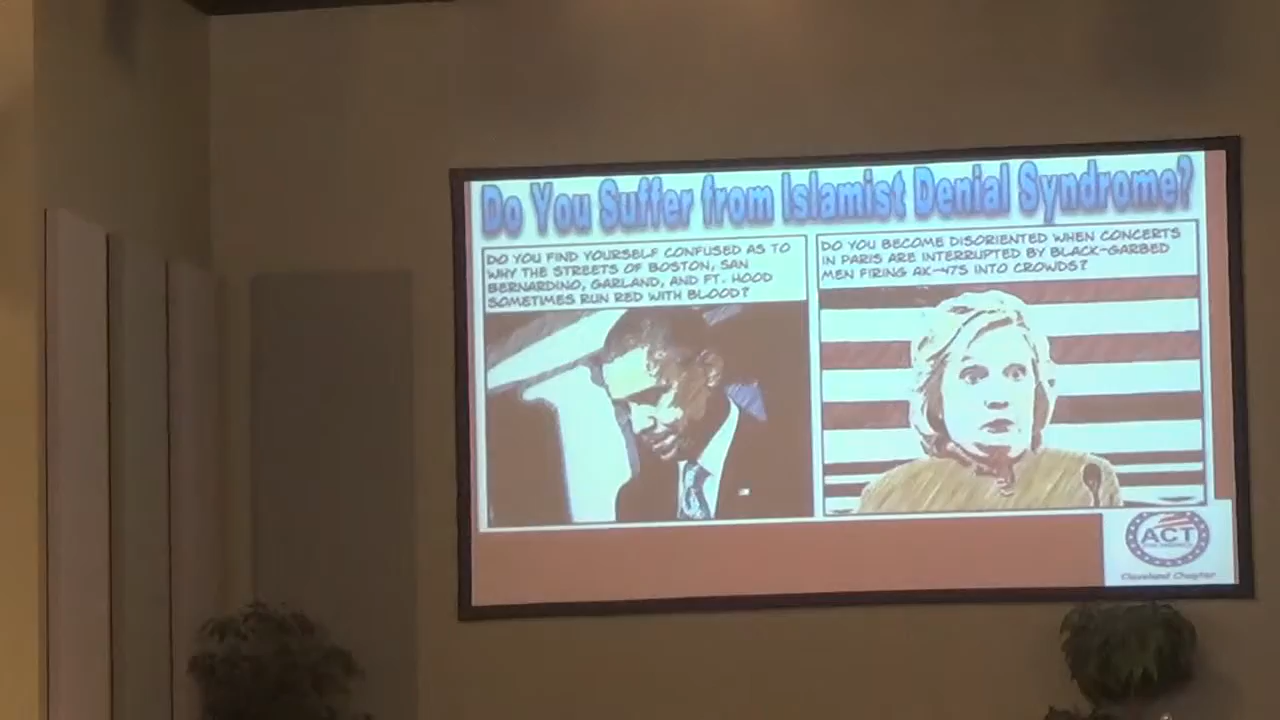 Do You Suffer from Islamist Denial Syndrome?
DO YOU FIND YOURSELF CONFUSED AS TO
WHY THE STREETS OF BOSTON, SAN
BERNARDINO, GARLAND, AND FT. HOOD
SOMETIMES RUN RED WITH BLOOD?
DO YOU BECOME DISORIENTED WHEN CONCERTS
IN PARIS ARE INTERRUPTED BY BLACK-GARBED
MEN FIRING AK-47S INTO CROWDS?
ACT
Cleveland Chapter